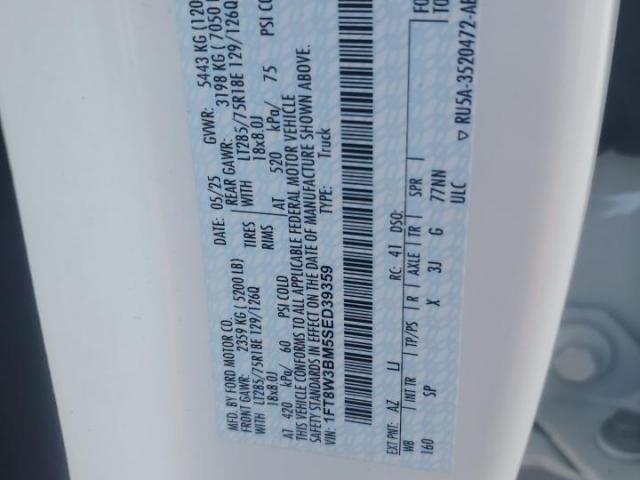 MFD. BY FORD MOTOR CO.
DATE: 05/25 GVWR: 5443 KG (120
FRONT GAWR: 2359 KG (5200 LB) REAR GAWR: 3198 KG (7050
WITH LT285/75R18E 129/126Q TIRES WITH LT285/75R18E 129/126Q
18x8.0J RIMS 18x8.0J
AT 420 kPa/ 60 PSI COLD AT 520 kPa/ 75 PSI CO
THIS VEHICLE CONFORMS TO ALL APPLICABLE FEDERAL MOTOR VEHICLE
SAFETY STANDARDS IN EFFECT ON THE DATE OF MANUFACTURE SHOWN ABOVE.
VIN: 1FT8W3BM5SED39359 TYPE: Truck
EXT PNT: AZ LJ RC: 41 DSO:
WB INT TR TP/PS R AXLE TR SPR
160 SP X 3J G 77NN
ULC
▽ RU5A-3520472-AE